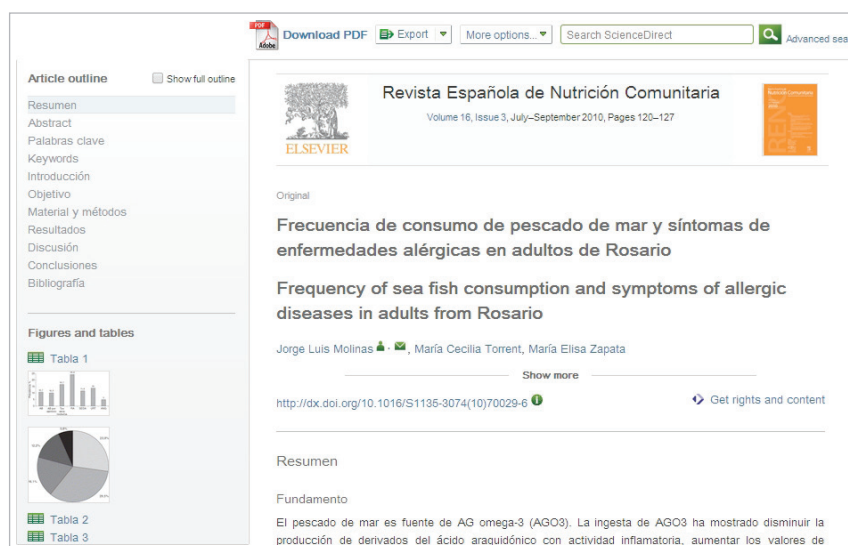 PDF
Adobe
Download PDF
Export
More options...
Search ScienceDirect
Advanced sea
Article outline
Show full outline
Resumen
Abstract
Palabras clave
Keywords
Introducción
Objetivo
Material y métodos
Resultados
Discusión
Conclusiones
Bibliografía
Figures and tables
Tabla 1
Tabla 2
Tabla 3
ELSEVIER
Revista Española de Nutrición Comunitaria
Volume 16, Issue 3, July–September 2010, Pages 120–127
Original
Frecuencia de consumo de pescado de mar y síntomas de
enfermedades alérgicas en adultos de Rosario
Frequency of sea fish consumption and symptoms of allergic
diseases in adults from Rosario
Jorge Luis Molinas , María Cecilia Torrent, María Elisa Zapata
Show more
http://dx.doi.org/10.1016/S1135-3074(10)70029-6
Get rights and content
Resumen
Fundamento
El pescado de mar es fuente de AG omega-3 (AGO3). La ingesta de AGO3 ha mostrado disminuir la
producción de derivados del ácido araquidónico con actividad inflamatoria, aumentar los valores de